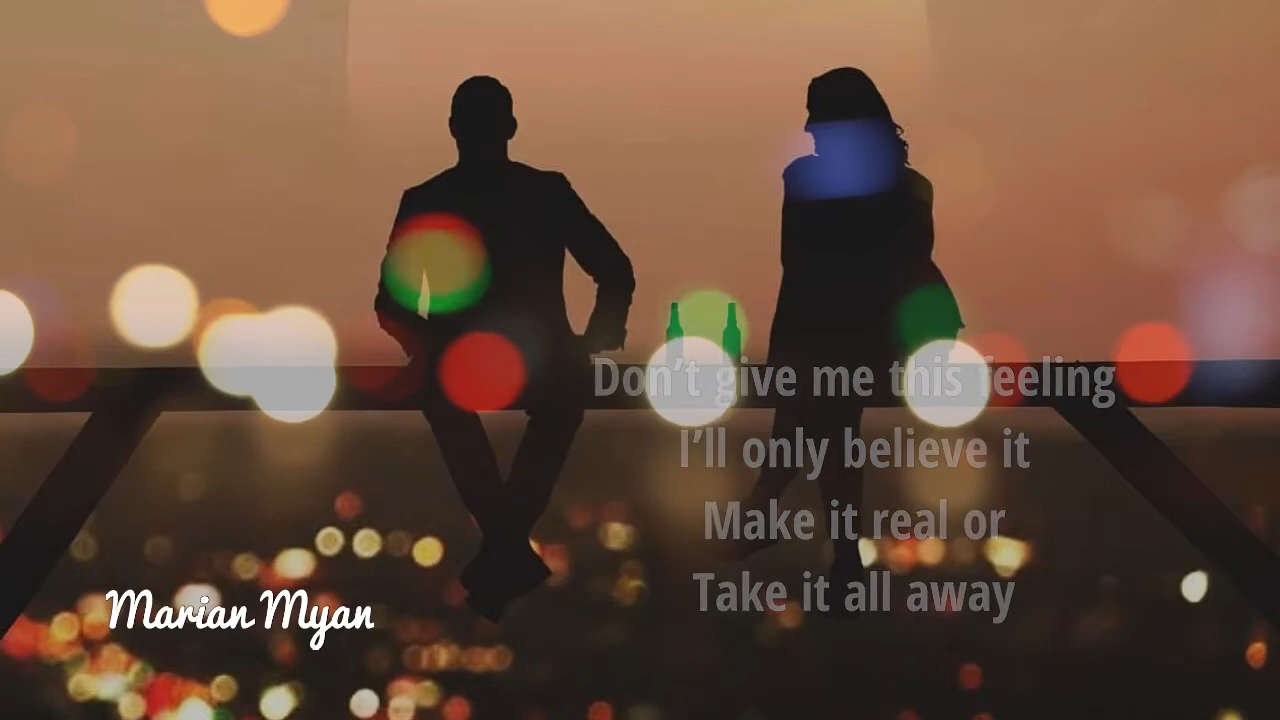 Don’t give me this feeling
I’ll only believe it
Make it real or
Take it all away
Marian Myan